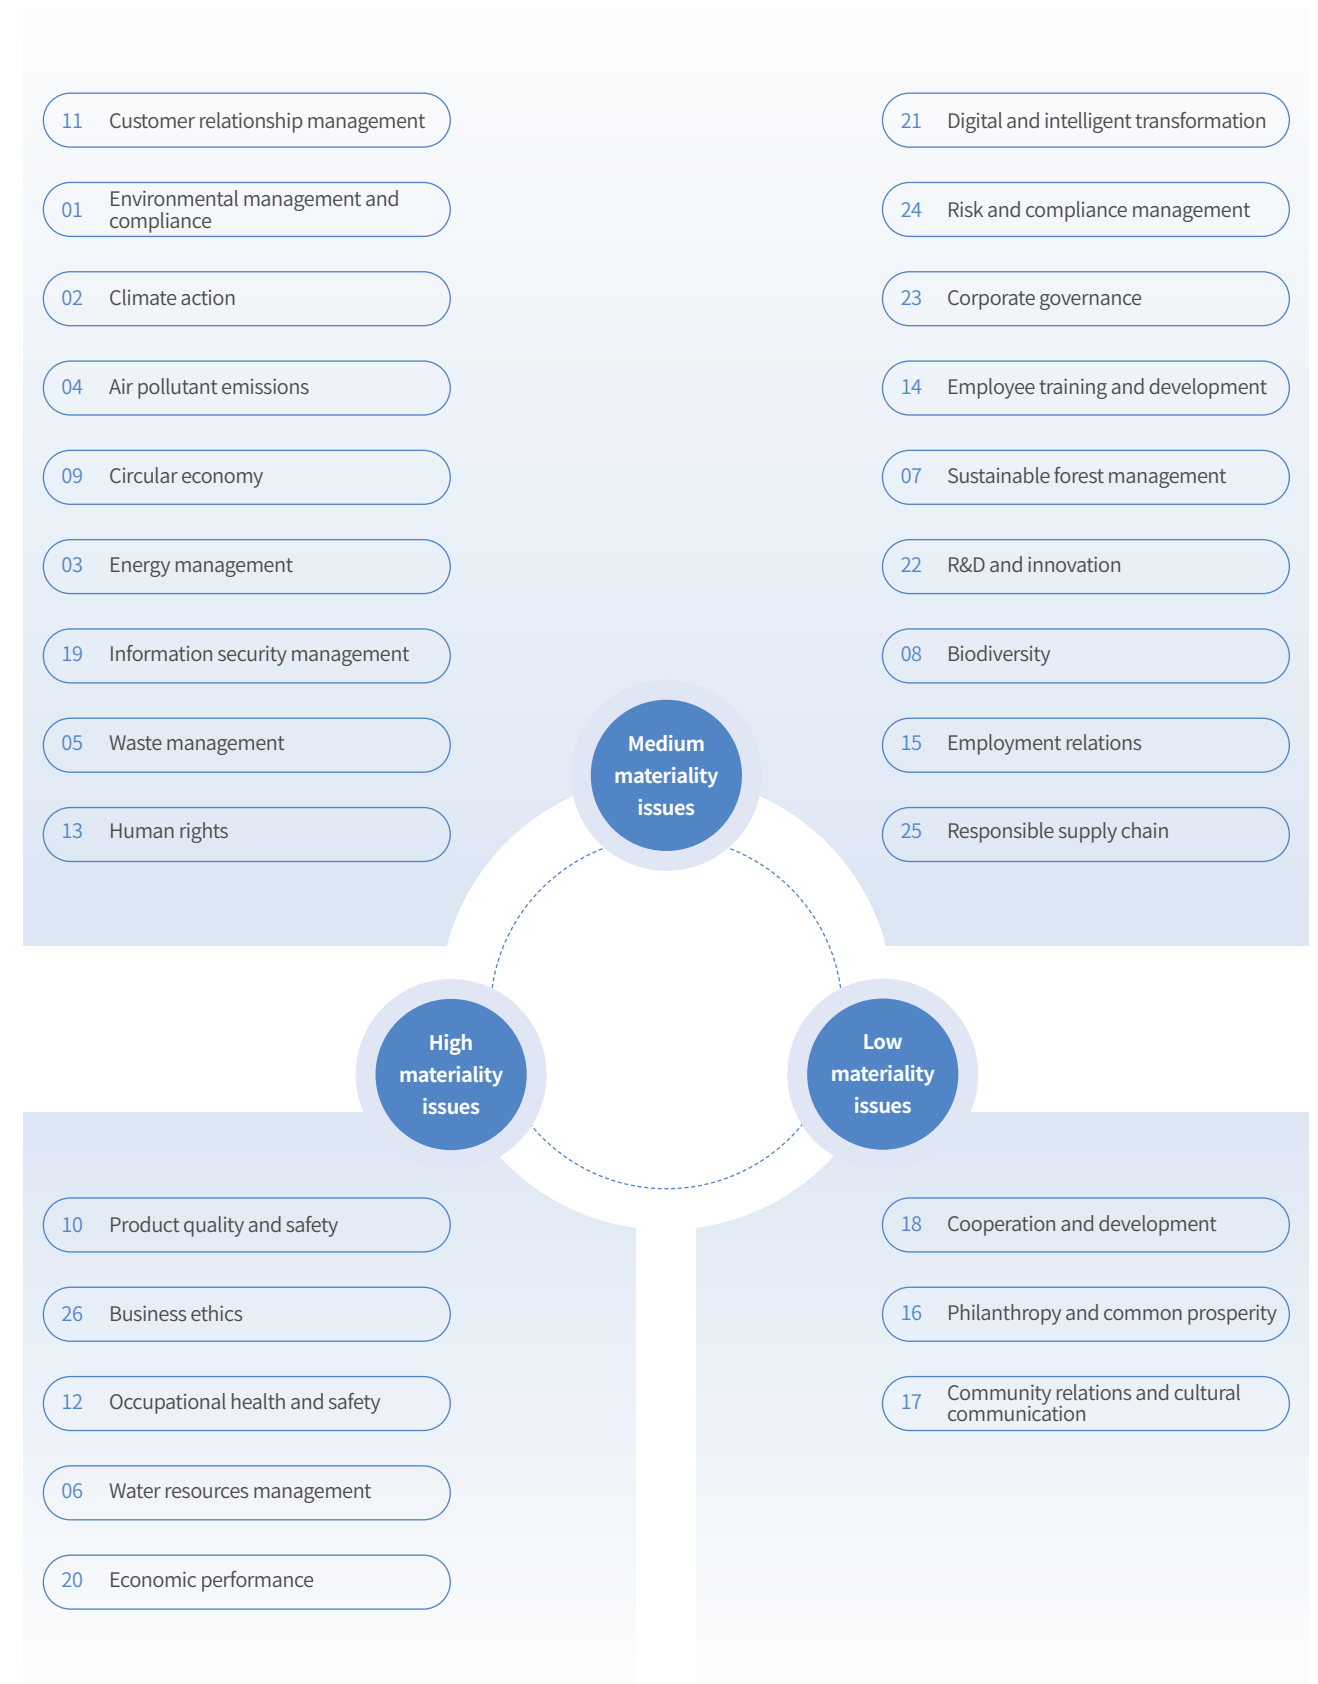 11 Customer relationship management
01 Environmental management and
compliance
02 Climate action
04 Air pollutant emissions
09 Circular economy
03 Energy management
19 Information security management
05 Waste management
13 Human rights
21 Digital and intelligent transformation
24 Risk and compliance management
23 Corporate governance
14 Employee training and development
07 Sustainable forest management
22 R&D and innovation
08 Biodiversity
15 Employment relations
25 Responsible supply chain
Medium
materiality
issues
High
materiality
issues
Low
materiality
issues
10 Product quality and safety
26 Business ethics
12 Occupational health and safety
06 Water resources management
20 Economic performance
18 Cooperation and development
16 Philanthropy and common prosperity
17 Community relations and cultural
communication